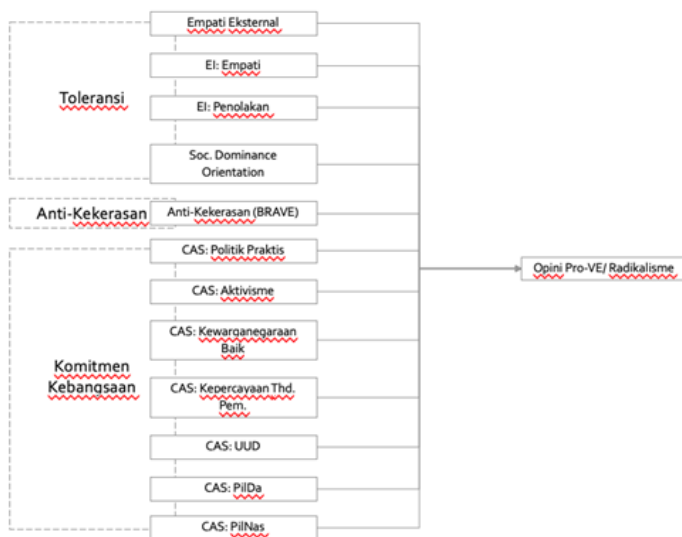 Empati Eksternal
EI: Empati
Toleransi
EI: Penolakan
Soc. Dominance
Orientation
Anti-Kekerasan
Anti-Kekerasan (BRAVE)
CAS: Politik Praktis
CAS: Aktivisme
CAS: Kewarganegaraan
Baik
Komitmen
Kebangsaan
CAS: Kepercayaan Thd.
Pem.
CAS: UUD
CAS: PilDa
CAS: PilNas
Opini Pro-VE/ Radikalisme